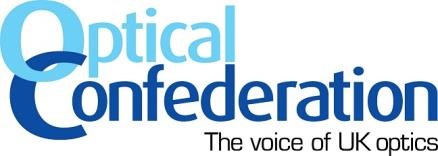 Optical
Confederation
The voice of UK optics